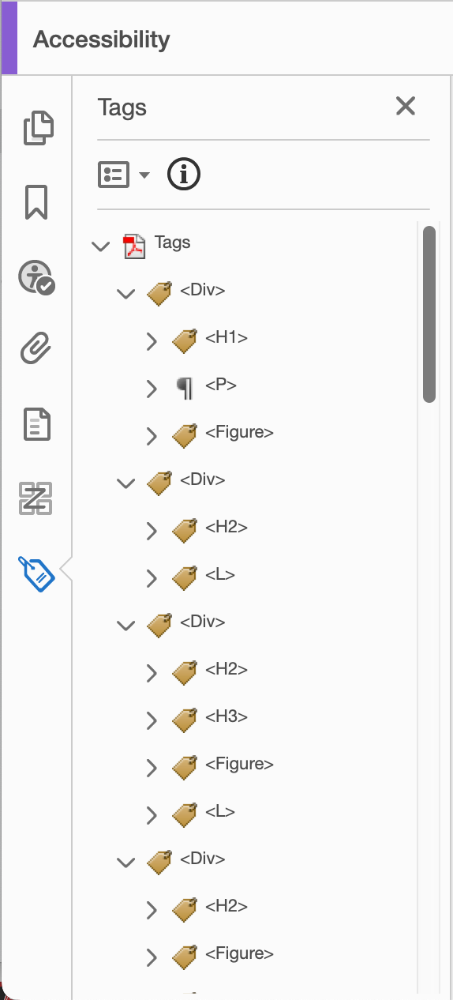 Accessibility
Tags
Tags
<Div>
<H1>
<P>
<Figure>
<Div>
<H2>
<L>
<Div>
<H2>
<H3>
<Figure>
<L>
<Div>
<H2>
<Figure>